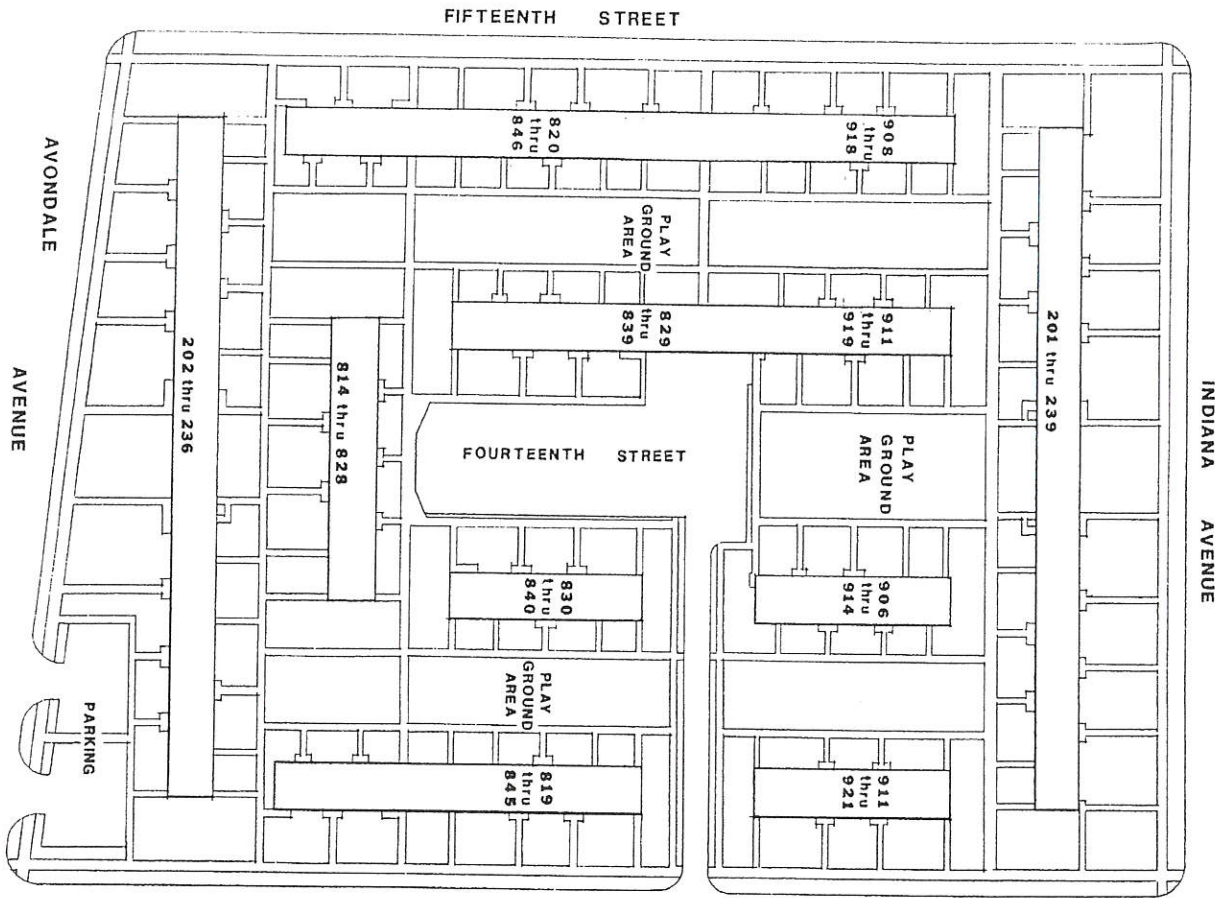 FIFTEENTH STREET
AVONDALE
AVENUE
INDIANA
AVENUE
820
thru
846
908
thru
918
PLAY
GROUND
AREA
829
thru
839
911
thru
919
202 thru 236
814 thru 828
201 thru 239
FOURTEENTH STREET
PLAY
GROUND
AREA
830
thru
840
906
thru
914
PLAY
GROUND
AREA
PARKING
819
thru
845
911
thru
921